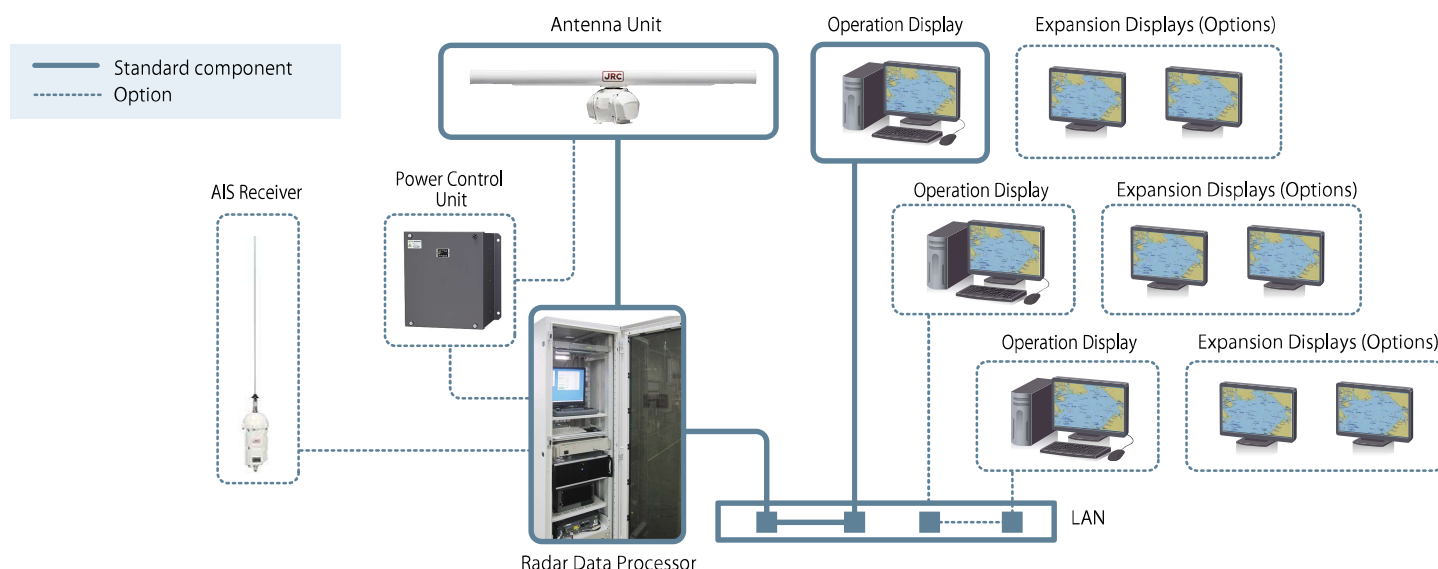 Antenna Unit
Operation Display
Expansion Displays (Options)
Standard component
Option
JRC
AIS Receiver
Power Control
Unit
Operation Display
Expansion Displays (Options)
Operation Display
Expansion Displays (Options)
LAN
Radar Data Processor